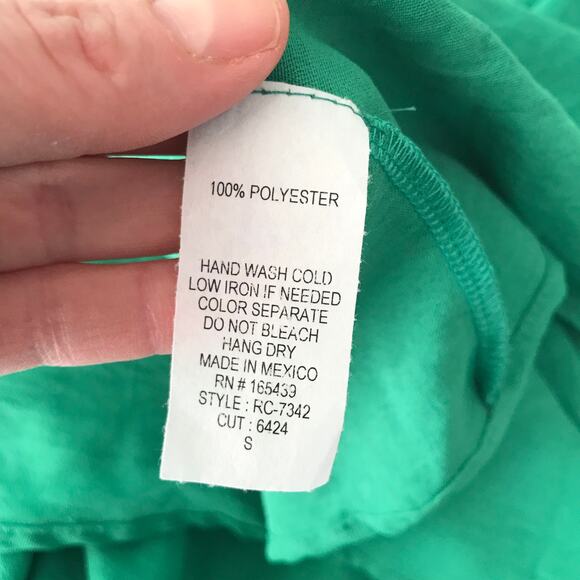 100% POLYESTER
HAND WASH COLD
LOW IRON IF NEEDED
COLOR SEPARATE
DO NOT BLEACH
HANG DRY
MADE IN MEXICO
RN # 165439
STYLE : RC-7342
CUT : 6424
S